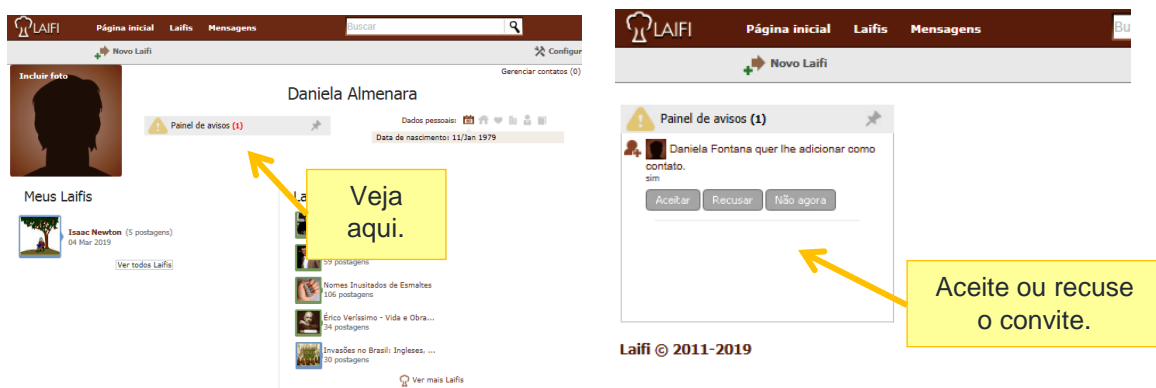 LAIFI
Página inicial Laifis Mensagens
Buscar
Novo Laifi
Configur
Incluir foto
Gerenciar contatos (0)
Daniela Almenara
Painel de avisos (1)
Dados pessoais:
Data de nascimento: 11/Jan 1979
Veja
aqui.
Meus Laifis
La
Isaac Newton (5 postagens)
04 Mar 2019
Ver todos Laifis
59 postagens
Nomes Inusitados de Esmaltes
106 postagens
Érico Veríssimo - Vida e Obra...
34 postagens
Invasões no Brasil: Ingleses, ...
30 postagens
Ver mais Laifis
LAIFI
Página inicial Laifis Mensagens
Bu
Novo Laifi
Painel de avisos (1)
Daniela Fontana quer lhe adicionar como
contato.
sim
Aceitar Recusar Não agora
Aceite ou recuse
o convite.
Laifi © 2011-2019